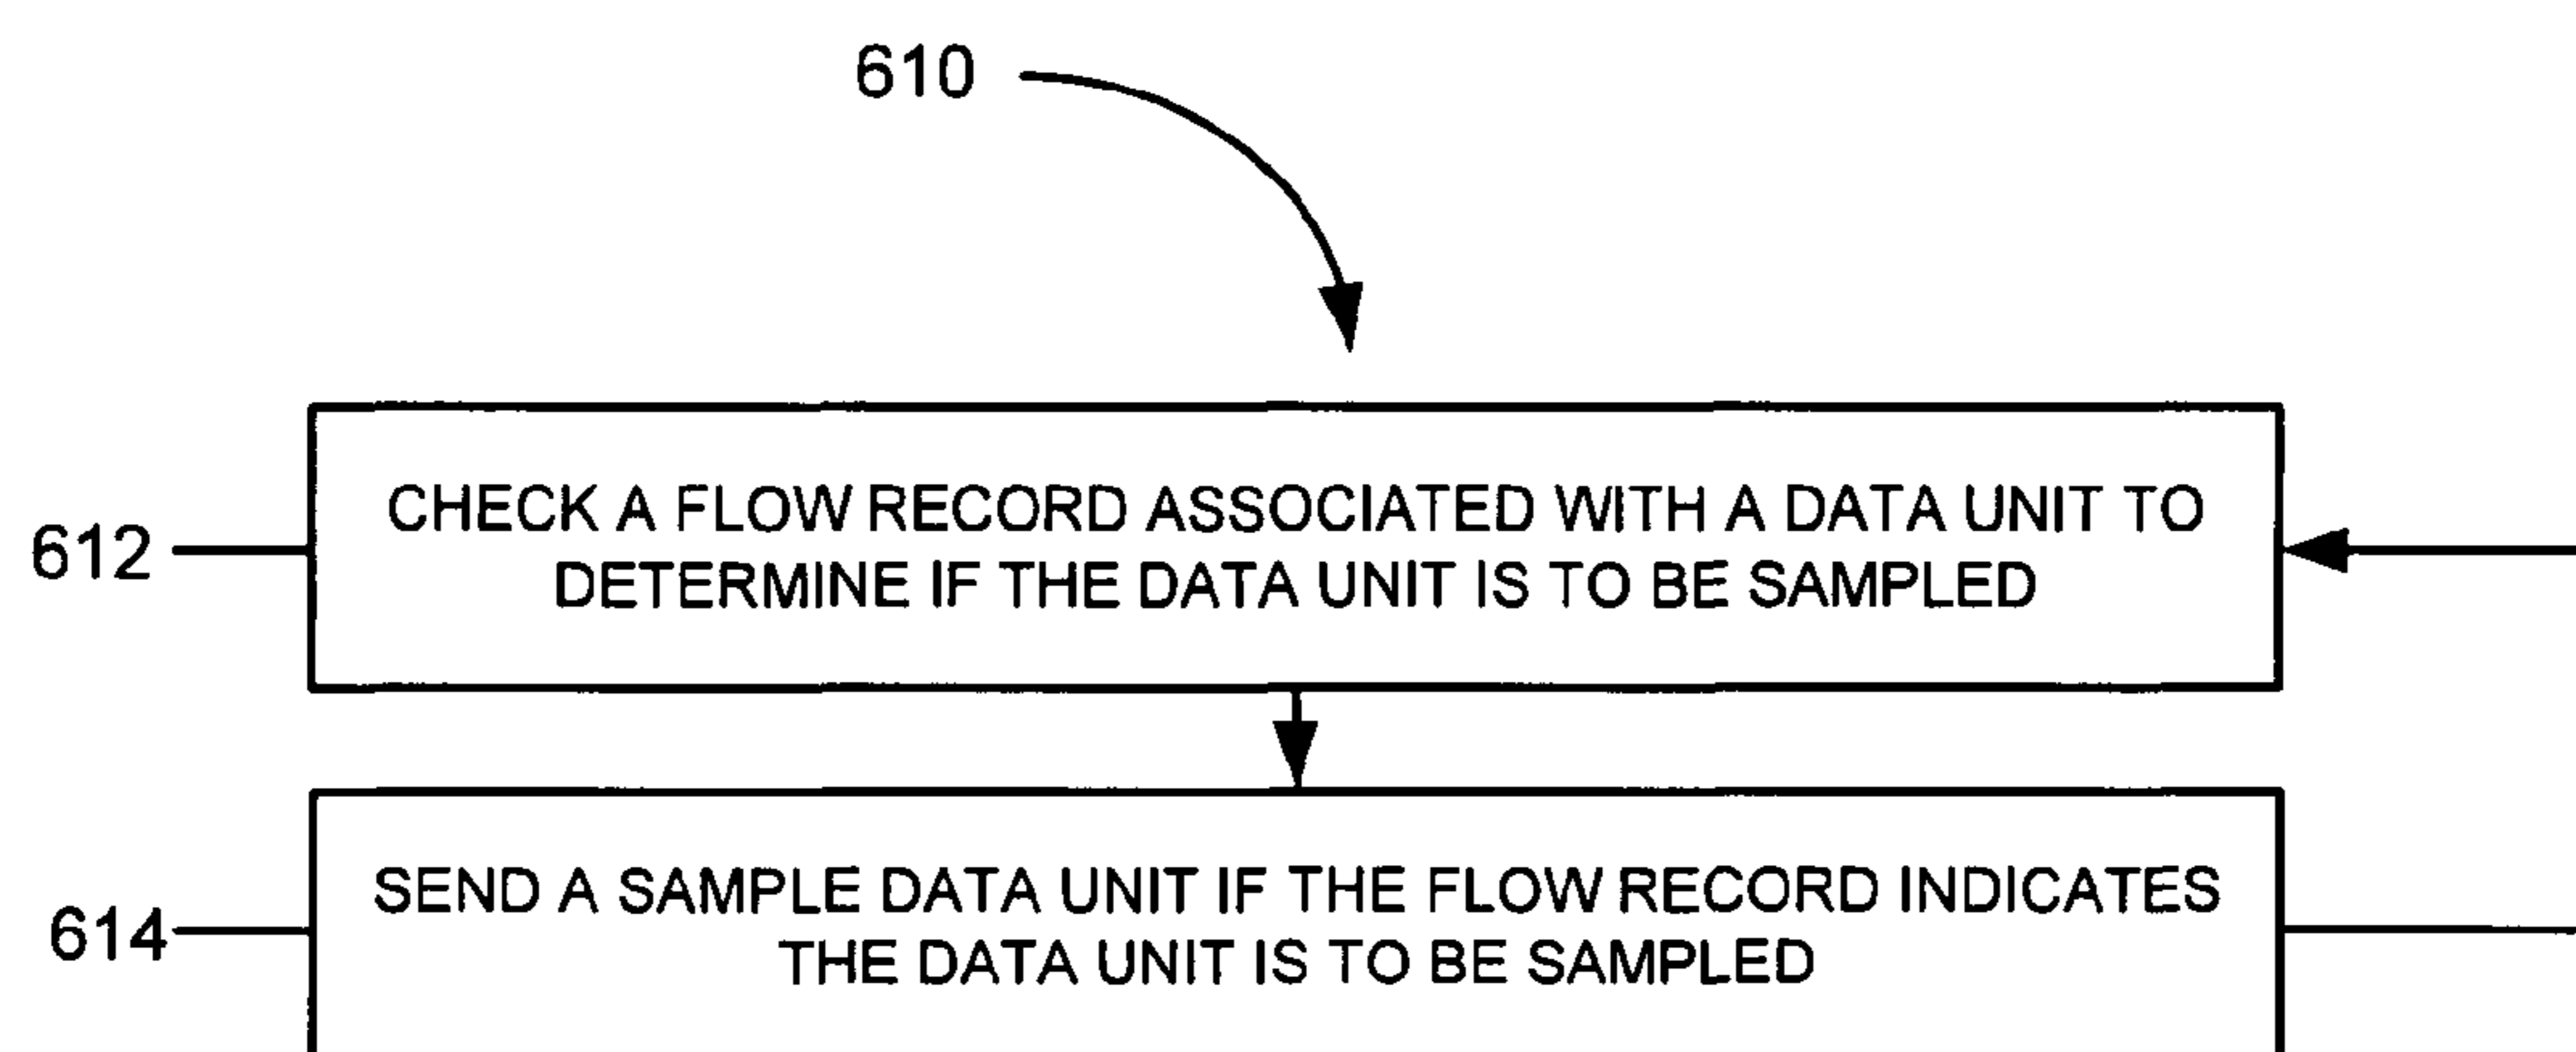 610
612
CHECK A FLOW RECORD ASSOCIATED WITH A DATA UNIT TO
DETERMINE IF THE DATA UNIT IS TO BE SAMPLED
614
SEND A SAMPLE DATA UNIT IF THE FLOW RECORD INDICATES
THE DATA UNIT IS TO BE SAMPLED